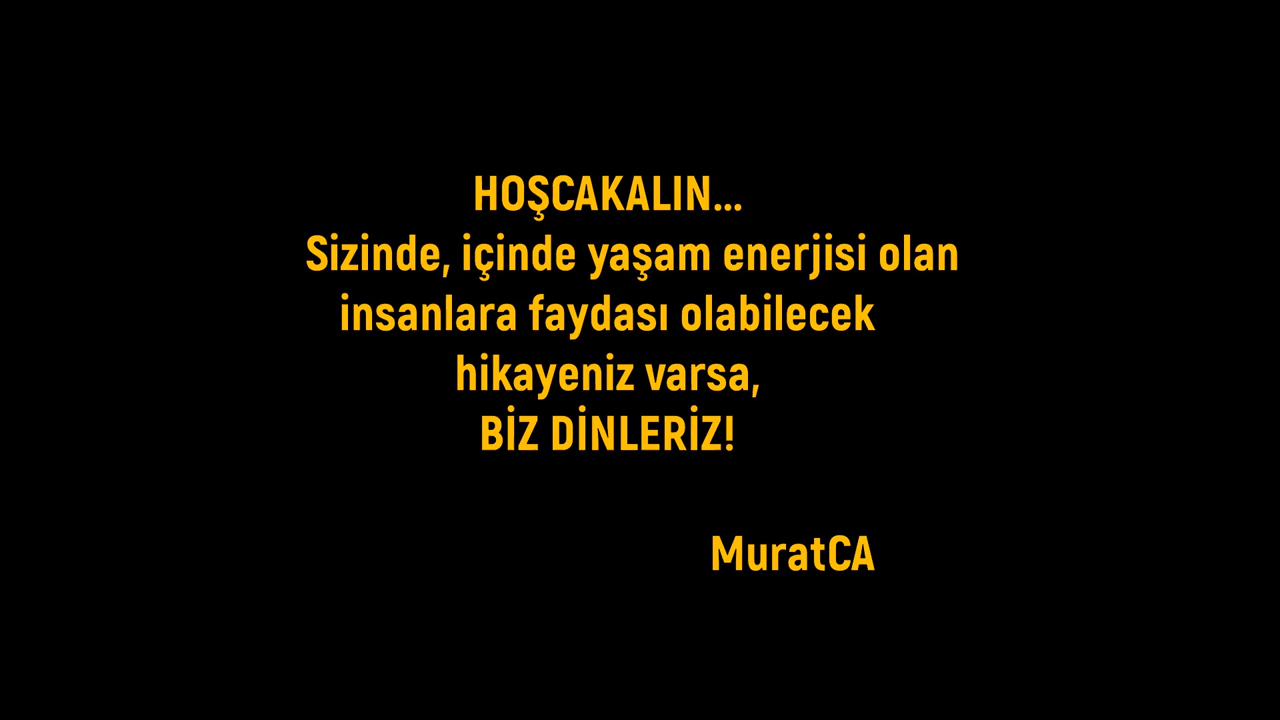 HOŞCAKALIN...
Sizinde, içinde yaşam enerjisi olan
insanlara faydası olabilecek
hikayeniz varsa,
BİZ DİNLERİZ!
MuratCA